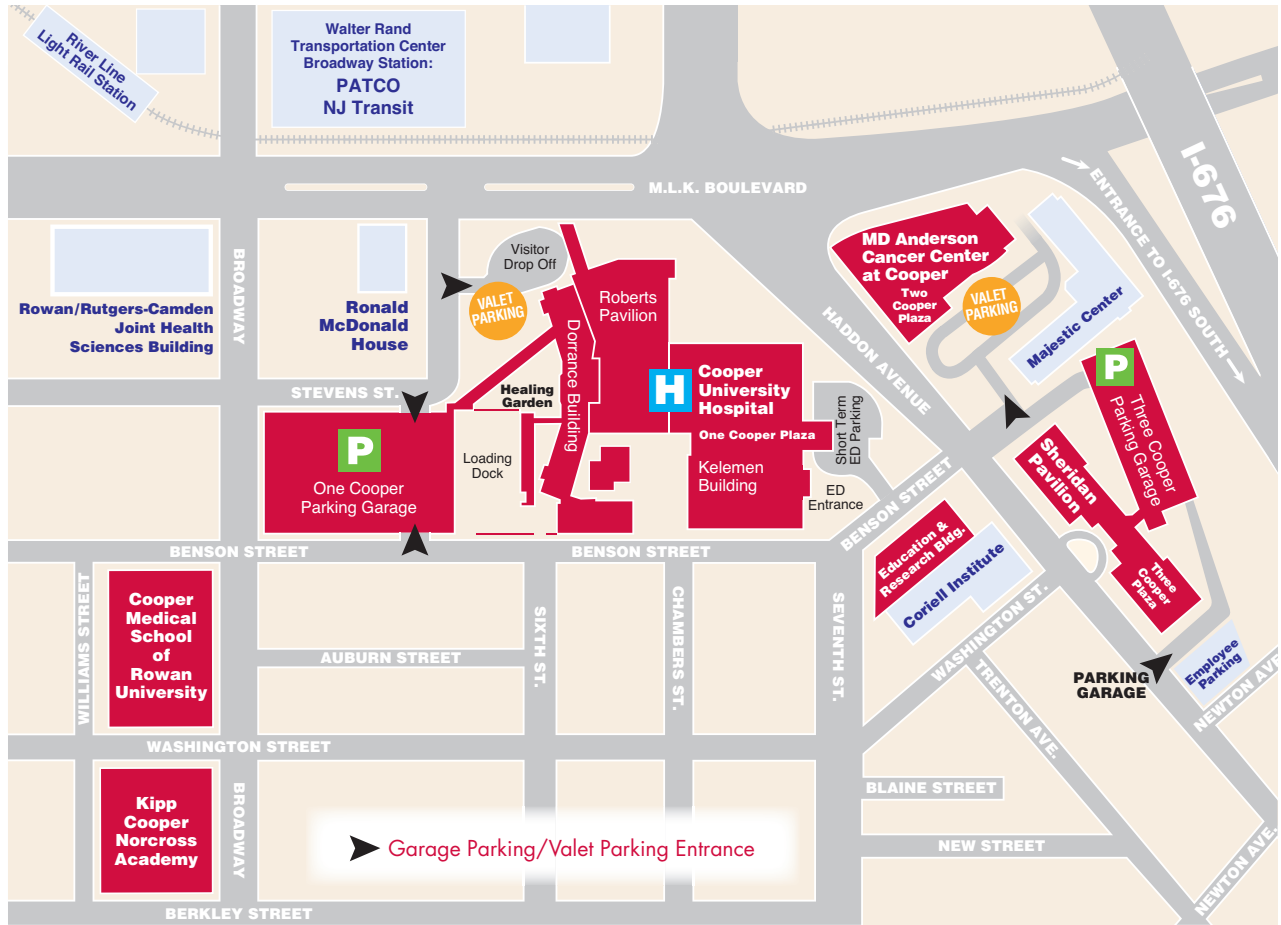 River Line
Light Rail Station
Walter Rand
Transportation Center
Broadway Station:
PATCO
NJ Transit
I-676
M.L.K. BOULEVARD
ENTRANCE TO I-676 SOUTH
BROADWAY
Rowan/Rutgers-Camden
Joint Health
Sciences Building
Ronald
McDonald
House
Visitor
Drop Off
VALET
PARKING
Roberts
Pavilion
Dorrance Building
MD Anderson
Cancer Center
at Cooper
Two
Cooper
Plaza
VALET
PARKING
Majestic Center
HADDON AVENUE
STEVENS ST.
Healing
Garden
H
Cooper
University
Hospital
One Cooper Plaza
Kelemen
Building
Short Term
ED Parking
ED
Entrance
P
Three Cooper
Parking Garage
P
One Cooper
Parking Garage
Loading
Dock
Sheridan
Pavilion
Three
Cooper
Plaza
BENSON STREET
BENSON STREET
BENSON STREET
Education &
Research Bldg.
Coriell Institute
WILLIAMS STREET
Cooper
Medical
School
of
Rowan
University
AUBURN STREET
SIXTH ST.
CHAMBERS ST.
SEVENTH ST.
WASHINGTON ST.
TRENTON AVE.
PARKING
GARAGE
Employee
Parking
NEWTON AVE
WASHINGTON STREET
Kipp
Cooper
Norcross
Academy
BROADWAY
Garage Parking/Valet Parking Entrance
BLAINE STREET
NEW STREET
NEWTON AVE.
BERKLEY STREET